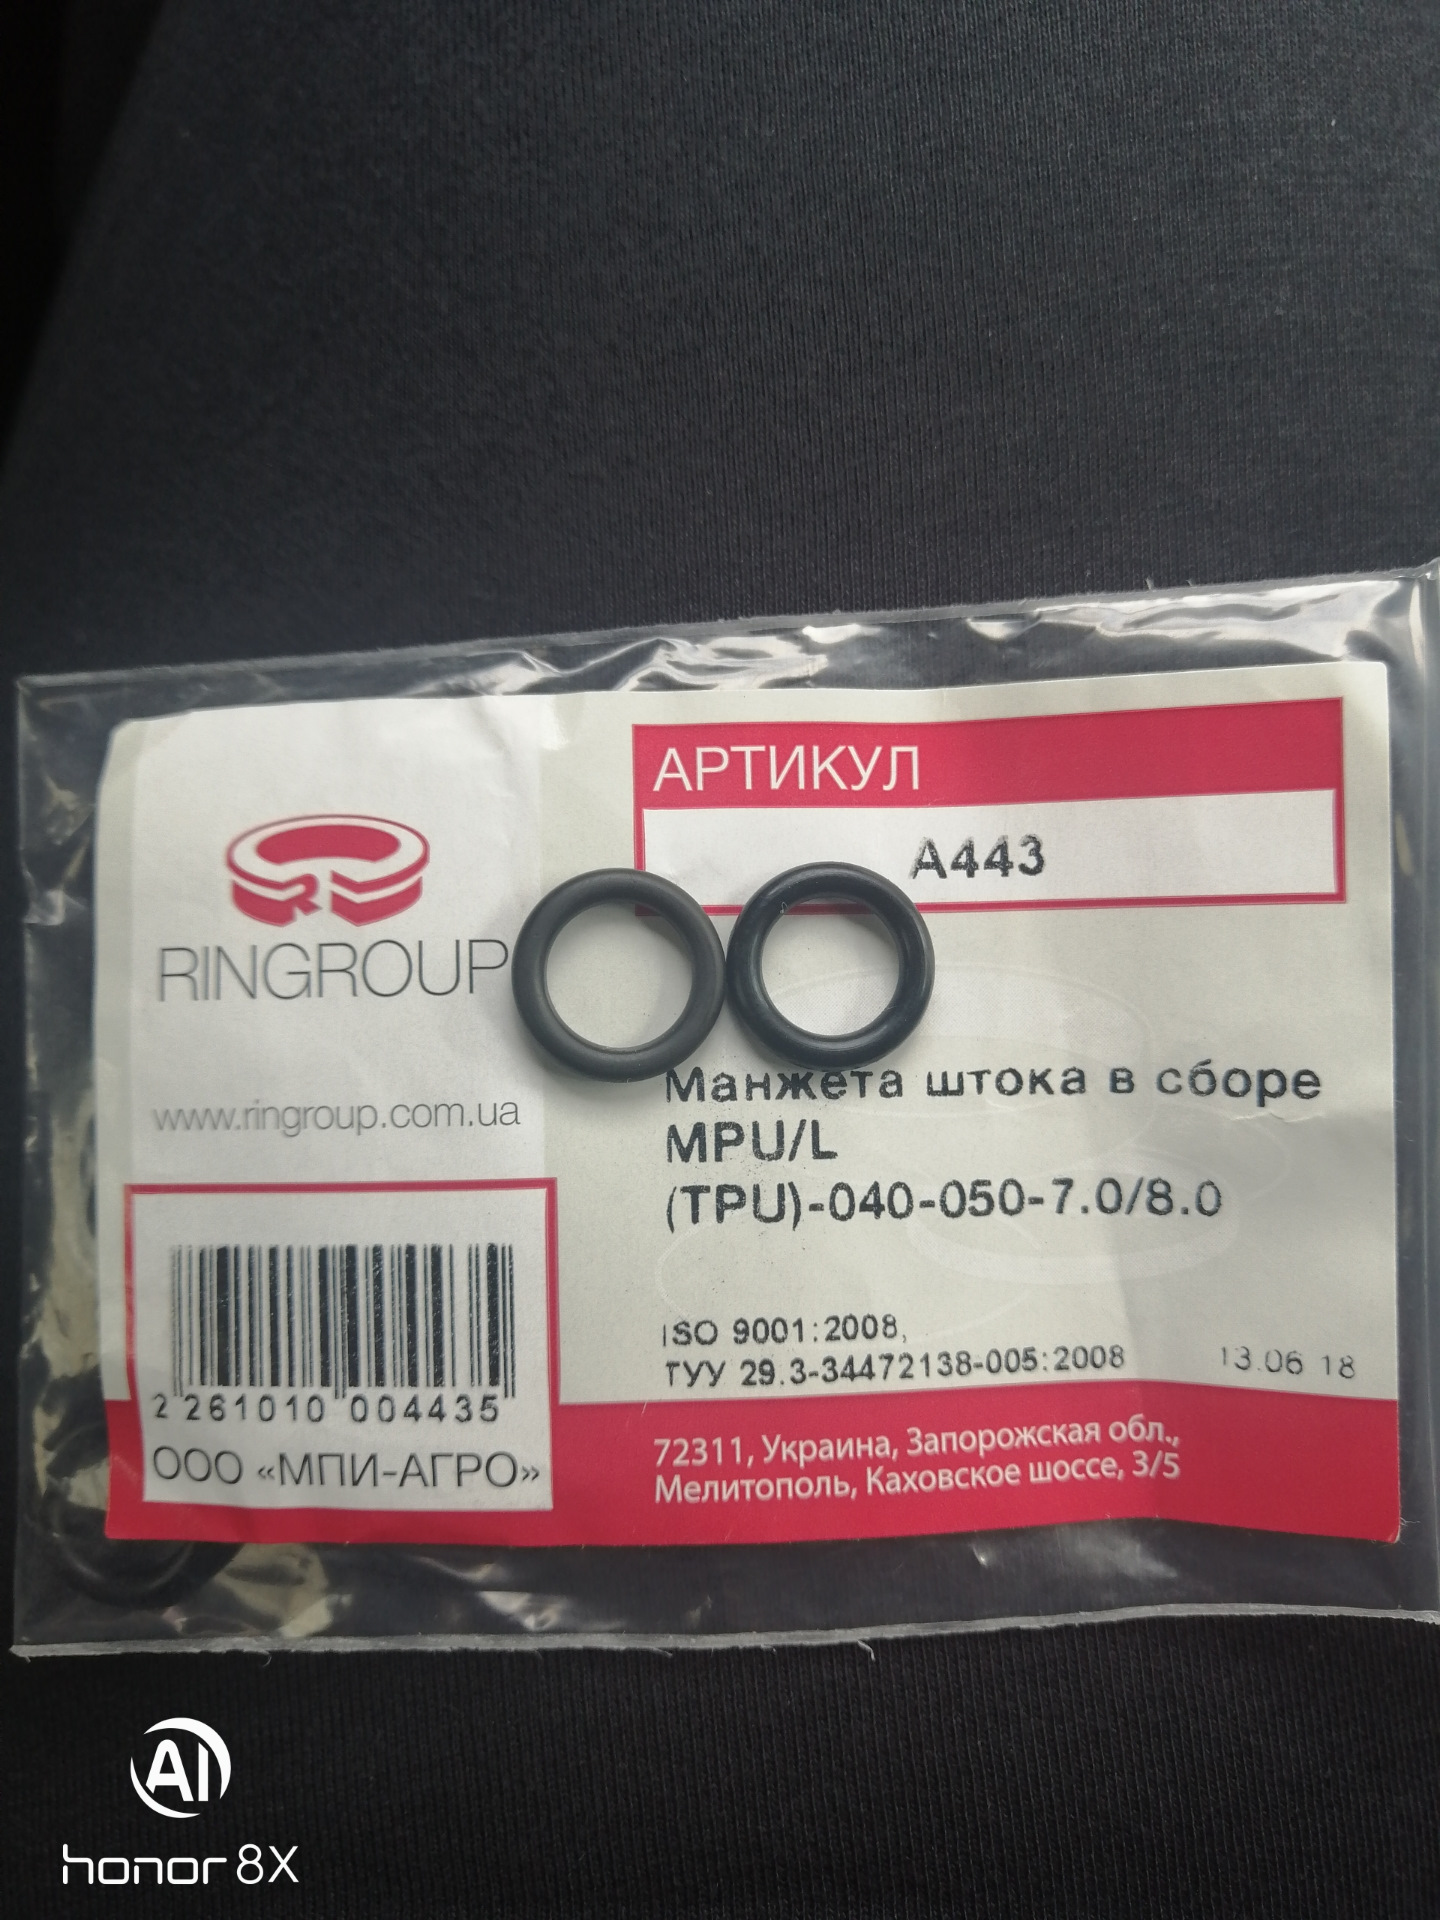 АРТИКУЛ
A443
RINGROUP
www.ringroup.com.ua
Манжета штока в сборе
MPU/L
(TPU)-040-050-7.0/8.0
ISO 9001:2008,
ТУУ 29.3-34472138-005:2008
13.06 18
2 261010 004435
ООО «МПИ-АГРО»
72311, Украина, Запорожская обл.,
Мелитополь, Каховское шоссе, 3/5
AI
honor 8X